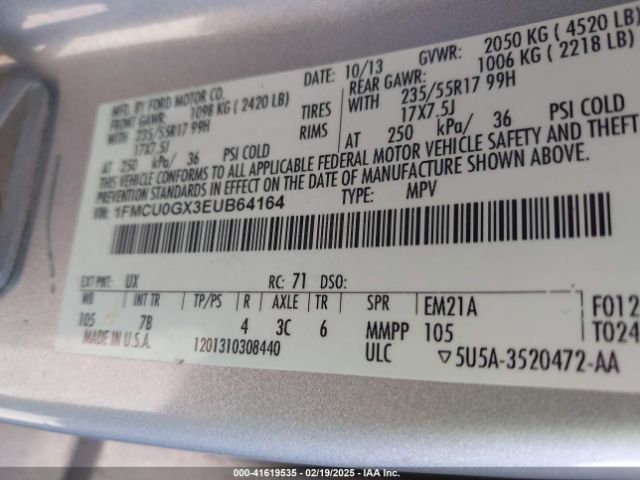 MFD. BY FORD MOTOR CO.
DATE: 10/13 GVWR: 2050 KG ( 4520 LB)
FRONT GAWR: 1098 KG ( 2420 LB) REAR GAWR: 1006 KG ( 2218 LB)
WITH 235/55R17 99H TIRES WITH 235/55R17 99H
17X7.5J RIMS 17X7.5J
AT 250 kPa/ 36 PSI COLD AT 250 kPa/ 36 PSI COLD
THIS VEHICLE CONFORMS TO ALL APPLICABLE FEDERAL MOTOR VEHICLE SAFETY AND THEFT
PREVENTION STANDARDS IN EFFECT ON THE DATE OF MANUFACTURE SHOWN ABOVE.
VIN: 1FMCU0GX3EUB64164 TYPE: MPV
EXT PNT: UX RC: 71 DSO:
WB INT TR TP/PS R AXLE TR SPR EM21A F012
105 7B 4 3C 6 MMPP 105 T024
MADE IN U.S.A. 1201310308440 ULC ▽5U5A-3520472-AA
000-41619535 - 02/19/2025 - IAA Inc.